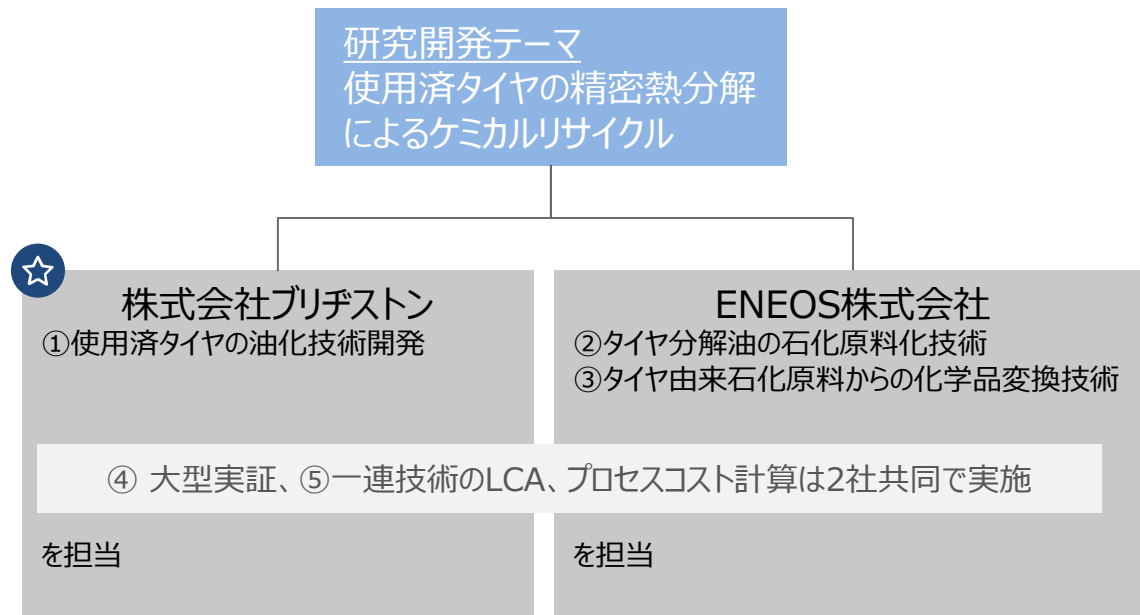 研究開発テーマ
使用済タイヤの精密熱分解
によるケミカルリサイクル
株式会社ブリヂストン
①使用済タイヤの油化技術開発
ENEOS株式会社
②タイヤ分解油の石化原料化技術
③タイヤ由来石化原料からの化学品変換技術
④ 大型実証、⑤一連技術のLCA、プロセスコスト計算は2社共同で実施
を担当
を担当